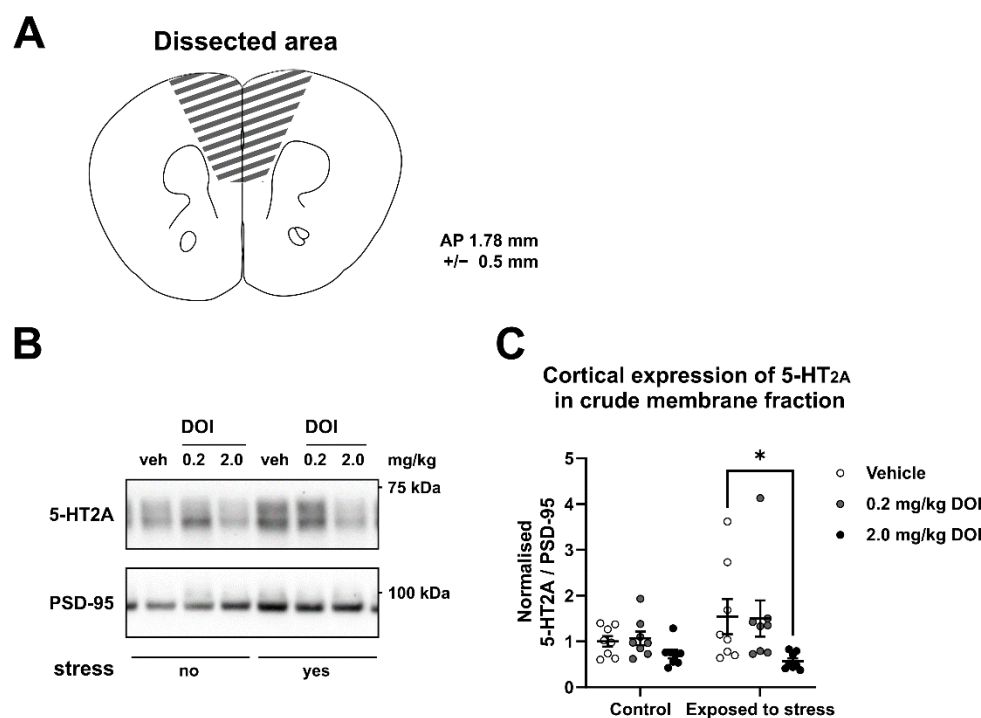 A
Dissected area
AP 1.78 mm
+/− 0.5 mm
B
DOI DOI
veh 0.2 2.0 veh 0.2 2.0 mg/kg
75 kDa
5-HT2A
100 kDa
PSD-95
stress no yes
C
Cortical expression of 5-HT2A
in crude membrane fraction
Normalised
5-HT2A / PSD-95
5
4
3
2
1
0
*
Control Exposed to stress
Vehicle
0.2 mg/kg DOI
2.0 mg/kg DOI